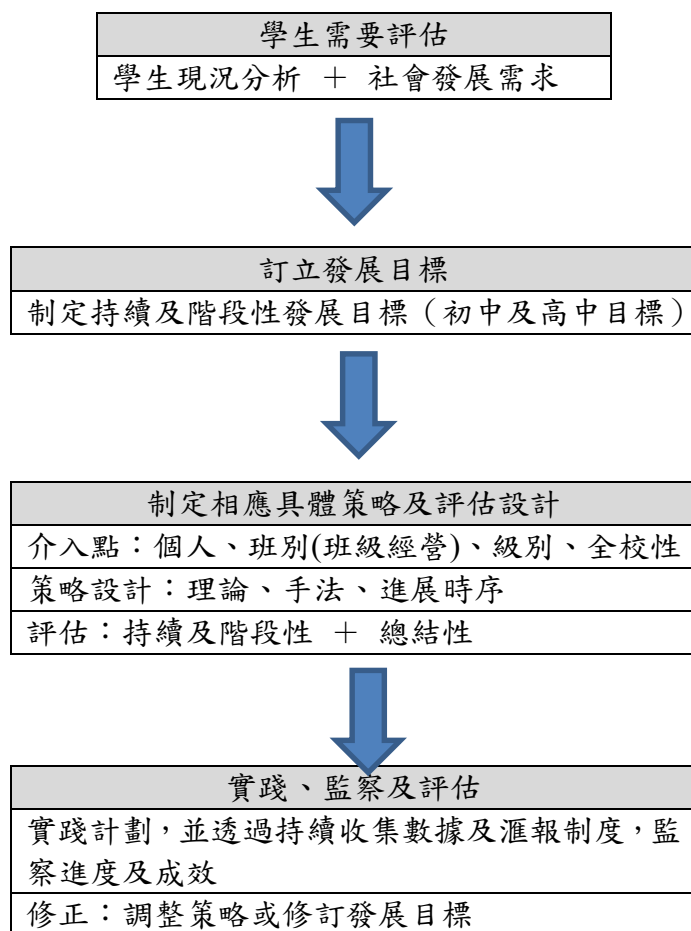 學生需要評估
學生現況分析 ＋ 社會發展需求
訂立發展目標
制定持續及階段性發展目標（初中及高中目標）
制定相應具體策略及評估設計
介入點：個人、班別(班級經營)、級別、全校性
策略設計：理論、手法、進展時序
評估：持續及階段性 ＋ 總結性
實踐、監察及評估
實踐計劃，並透過持續收集數據及滙報制度，監
察進度及成效
修正：調整策略或修訂發展目標